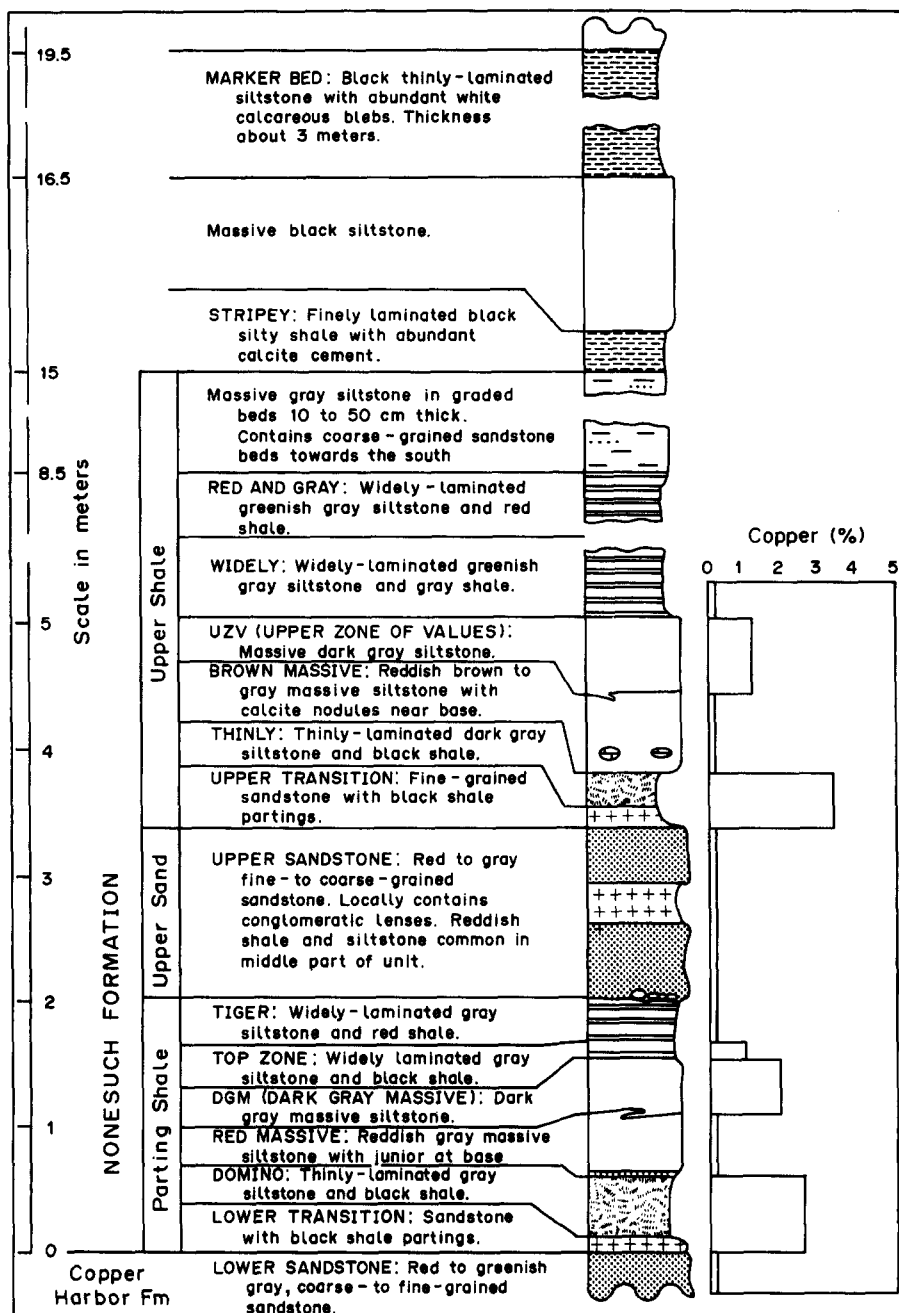 19.5
MARKER BED: Black thinly-laminated
siltstone with abundant white
calcareous blebs. Thickness
about 3 meters.
16.5
Massive black siltstone.
STRIPEY: Finely laminated black
silty shale with abundant
calcite cement.
15
Massive gray siltstone in graded
beds 10 to 50 cm thick.
Contains coarse-grained sandstone
beds towards the south
8.5
RED AND GRAY: Widely-laminated
greenish gray siltstone and red
shale.
WIDELY: Widely-laminated greenish
gray siltstone and gray shale.
5
UZV (UPPER ZONE OF VALUES):
Massive dark gray siltstone.
BROWN MASSIVE: Reddish brown to
gray massive siltstone with
calcite nodules near base.
4
THINLY: Thinly-laminated dark gray
siltstone and black shale.
UPPER TRANSITION: Fine-grained
sandstone with black shale
partings.
3
UPPER SANDSTONE: Red to gray
fine- to coarse-grained
sandstone. Locally contains
conglomeratic lenses. Reddish
shale and siltstone common in
middle part of unit.
2
TIGER: Widely-laminated gray
siltstone and red shale.
TOP ZONE: Widely laminated gray
siltstone and black shale.
DGM (DARK GRAY MASSIVE): Dark
gray massive siltstone.
1
RED MASSIVE: Reddish gray massive
siltstone with junior at base
DOMINO: Thinly-laminated gray
siltstone and black shale.
LOWER TRANSITION: Sandstone
with black shale partings.
0
Copper
Harbor Fm
LOWER SANDSTONE: Red to greenish
gray, coarse- to fine-grained
sandstone.
Scale in meters
NONESUCH FORMATION
Upper Shale
Upper Sand
Parting Shale
Copper (%)
0 1 2 3 4 5